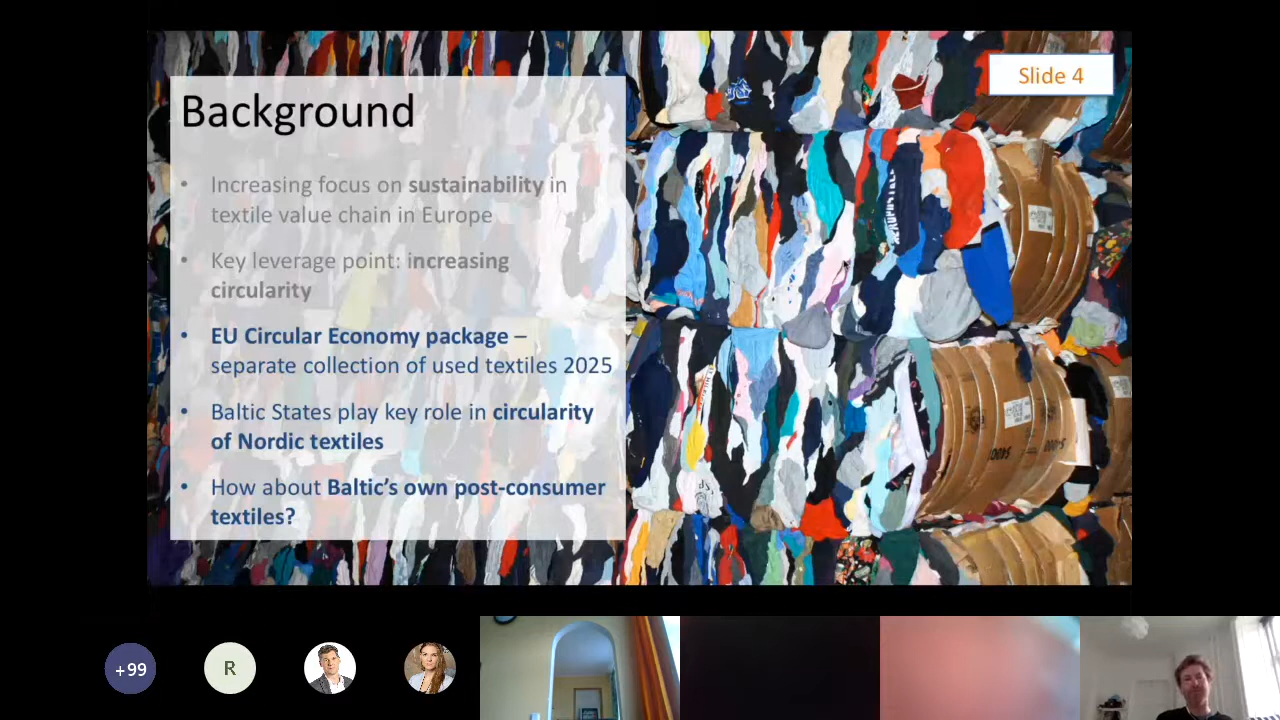 Slide 4
Background
• Increasing focus on sustainability in
textile value chain in Europe
• Key leverage point: increasing
circularity
• EU Circular Economy package –
separate collection of used textiles 2025
• Baltic States play key role in circularity
of Nordic textiles
• How about Baltic's own post-consumer
textiles?
+99
R